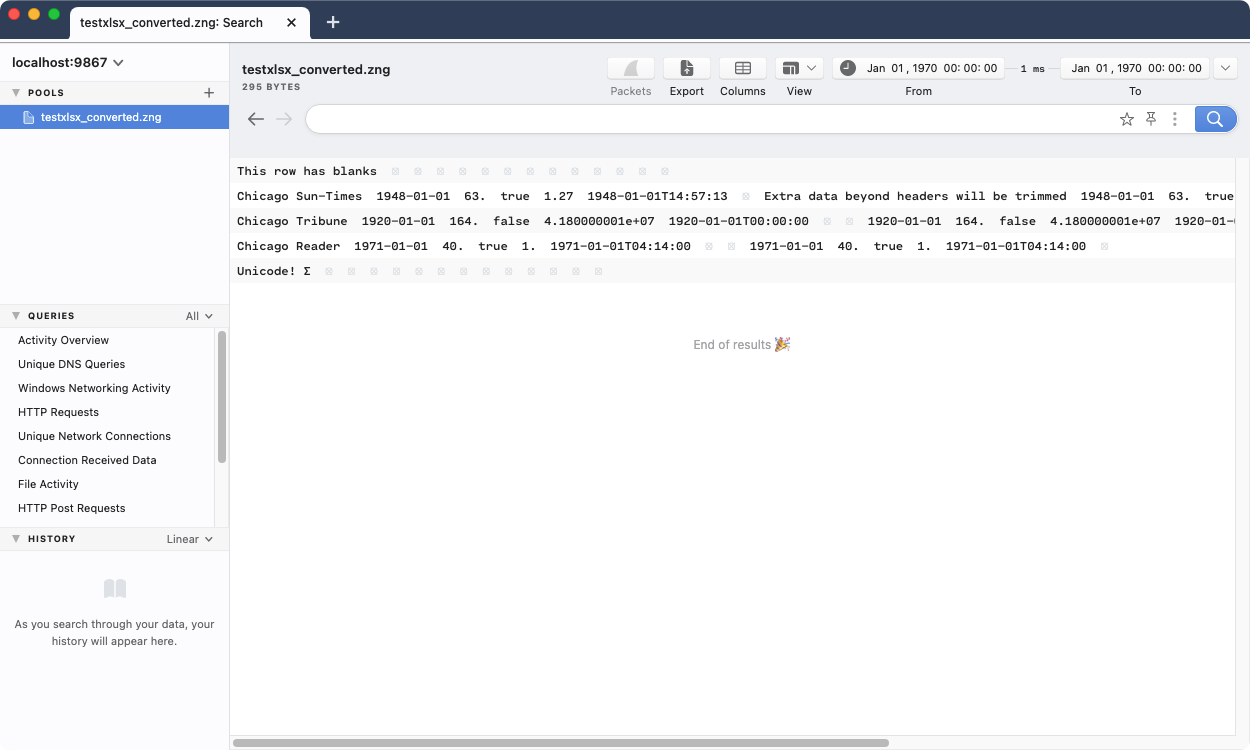 testxlsx_converted.zng: Search
localhost:9867
POOLS
testxlsx_converted.zng
QUERIES All
Activity Overview
Unique DNS Queries
Windows Networking Activity
HTTP Requests
Unique Network Connections
Connection Received Data
File Activity
HTTP Post Requests
HISTORY Linear
As you search through your data, your
history will appear here.
testxlsx_converted.zng
295 BYTES
Packets Export Columns View
Jan 01 , 1970 00: 00: 00 1 ms Jan 01 , 1970 00: 00: 00
From To
This row has blanks
Chicago Sun-Times 1948-01-01 63. true 1.27 1948-01-01T14:57:13 Extra data beyond headers will be trimmed 1948-01-01 63. true
Chicago Tribune 1920-01-01 164. false 4.180000001e+07 1920-01-01T00:00:00 1920-01-01 164. false 4.180000001e+07 1920-01-
Chicago Reader 1971-01-01 40. true 1. 1971-01-01T04:14:00 1971-01-01 40. true 1. 1971-01-01T04:14:00
Unicode! Σ
End of results 🎉